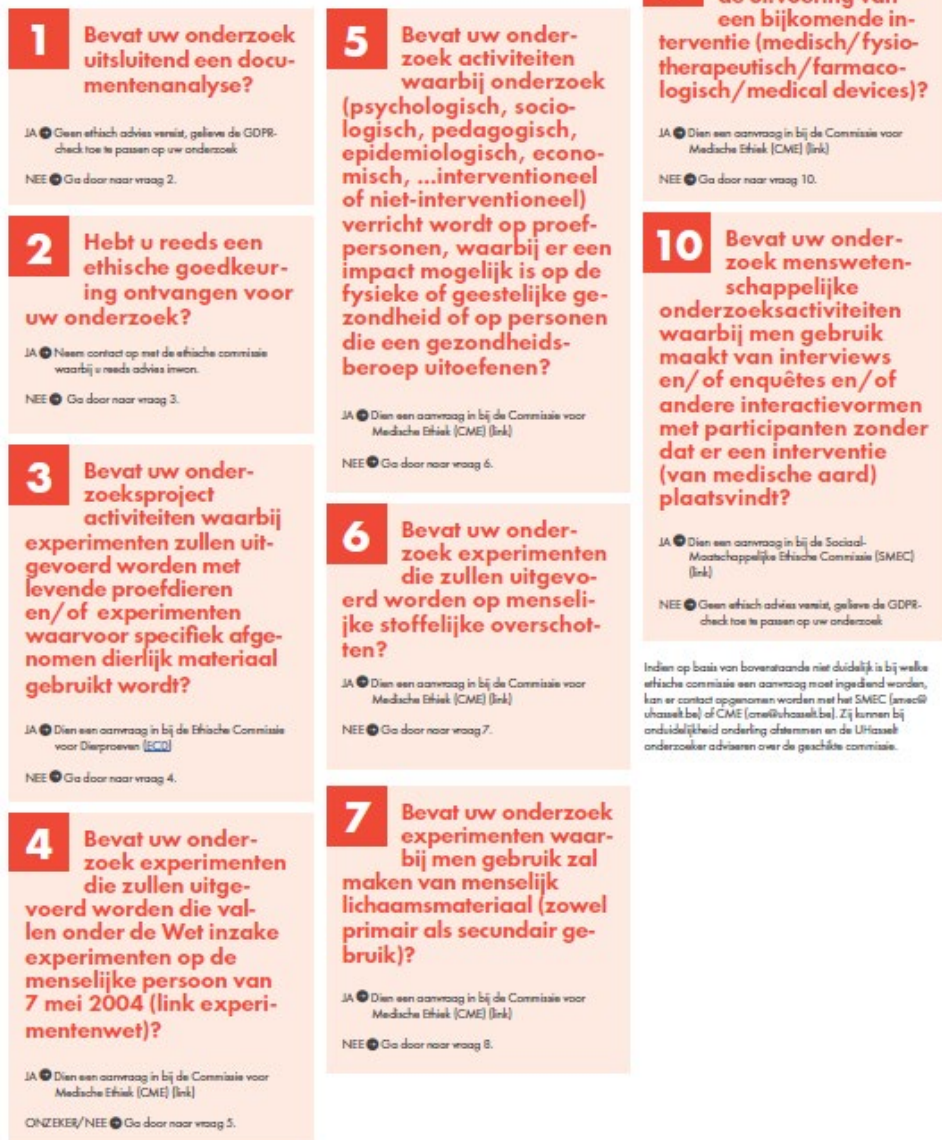 1
Bevat uw onderzoek
uitsluitend een docu-
mentenanalyse?
JA Geen ethisch advies vereist, gelieve de GDPR-
check toe te passen op uw onderzoek
NEE Ga door naar vraag 2.
2
Hebt u reeds een
ethische goedkeur-
ing ontvangen voor
uw onderzoek?
JA Neem contact op met de ethische commissie
waarbij u reeds advies inwon.
NEE Ga door naar vraag 3.
3
Bevat uw onder-
zoeksproject
activiteiten waarbij
experimenten zullen uit-
gevoerd worden met
levende proefdieren
en/of experimenten
waarvoor specifiek afge-
nomen dierlijk materiaal
gebruikt wordt?
JA Dien een aanvraag in bij de Ethische Commissie
voor Dierproeven (ECD)
NEE Ga door naar vraag 4.
4
Bevat uw onder-
zoek experimenten
die zullen uitge-
voerd worden die val-
len onder de Wet inzake
experimenten op de
menselijke persoon van
7 mei 2004 (link experi-
mentenwet)?
JA Dien een aanvraag in bij de Commissie voor
Medische Ethiek (CME) (link)
ONZEKER/NEE Ga door naar vraag 5.
5
Bevat uw onder-
zoek activiteiten
waarbij onderzoek
(psychologisch, socio-
logisch, pedagogisch,
epidemiologisch, econo-
misch, ...interventioneel
of niet-interventioneel)
verricht wordt op proef-
personen, waarbij er een
impact mogelijk is op de
fysieke of geestelijke ge-
zondheid of op personen
die een gezondheids-
beroep uitoefenen?
JA Dien een aanvraag in bij de Commissie voor
Medische Ethiek (CME) (link)
NEE Ga door naar vraag 6.
6
Bevat uw onder-
zoek experimenten
die zullen uitgevo-
erd worden op menseli-
jke stoffelijke overschot-
ten?
JA Dien een aanvraag in bij de Commissie voor
Medische Ethiek (CME) (link)
NEE Ga door naar vraag 7.
7
Bevat uw onderzoek
experimenten waar-
bij men gebruik zal
maken van menselijk
lichaamsmateriaal (zowel
primair als secundair ge-
bruik)?
JA Dien een aanvraag in bij de Commissie voor
Medische Ethiek (CME) (link)
NEE Ga door naar vraag 8.
de uitvoering van
een bijkomende in-
terventie (medisch/fysio-
therapeutisch/farmaco-
logisch/medical devices)?
JA Dien een aanvraag in bij de Commissie voor
Medische Ethiek (CME) (link)
NEE Ga door naar vraag 10.
10
Bevat uw onder-
zoek mensweten-
schappelijke
onderzoeksactiviteiten
waarbij men gebruik
maakt van interviews
en/of enquêtes en/of
andere interactievormen
met participanten zonder
dat er een interventie
(van medische aard)
plaatsvindt?
JA Dien een aanvraag in bij de Sociaal-
Maatschappelijke Ethische Commissie (SMEC)
(link)
NEE Geen ethisch advies vereist, gelieve de GDPR-
check toe te passen op uw onderzoek
Indien op basis van bovenstaande niet duidelijk is bij welke
ethische commissie een aanvraag moet ingediend worden,
kan er contact opgenomen worden met het SMEC (smec@
uhasselt.be) of CME (cme@uhasselt.be). Zij kunnen bij
onduidelijkheid onderling afstemmen en de UHasselt
onderzoeker adviseren over de geschikte commissie.